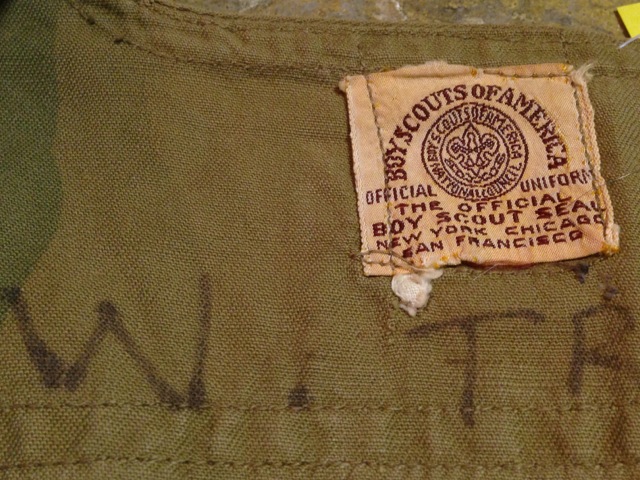 BOY SCOUTS OF AMERICA
BOY SCOUTS OF AMERICA
NATIONAL COUNCIL
OFFICIAL UNIFORM
THE OFFICIAL
BOY SCOUT SEAL
NEW YORK CHICAGO
SAN FRANCISCO
W. TR